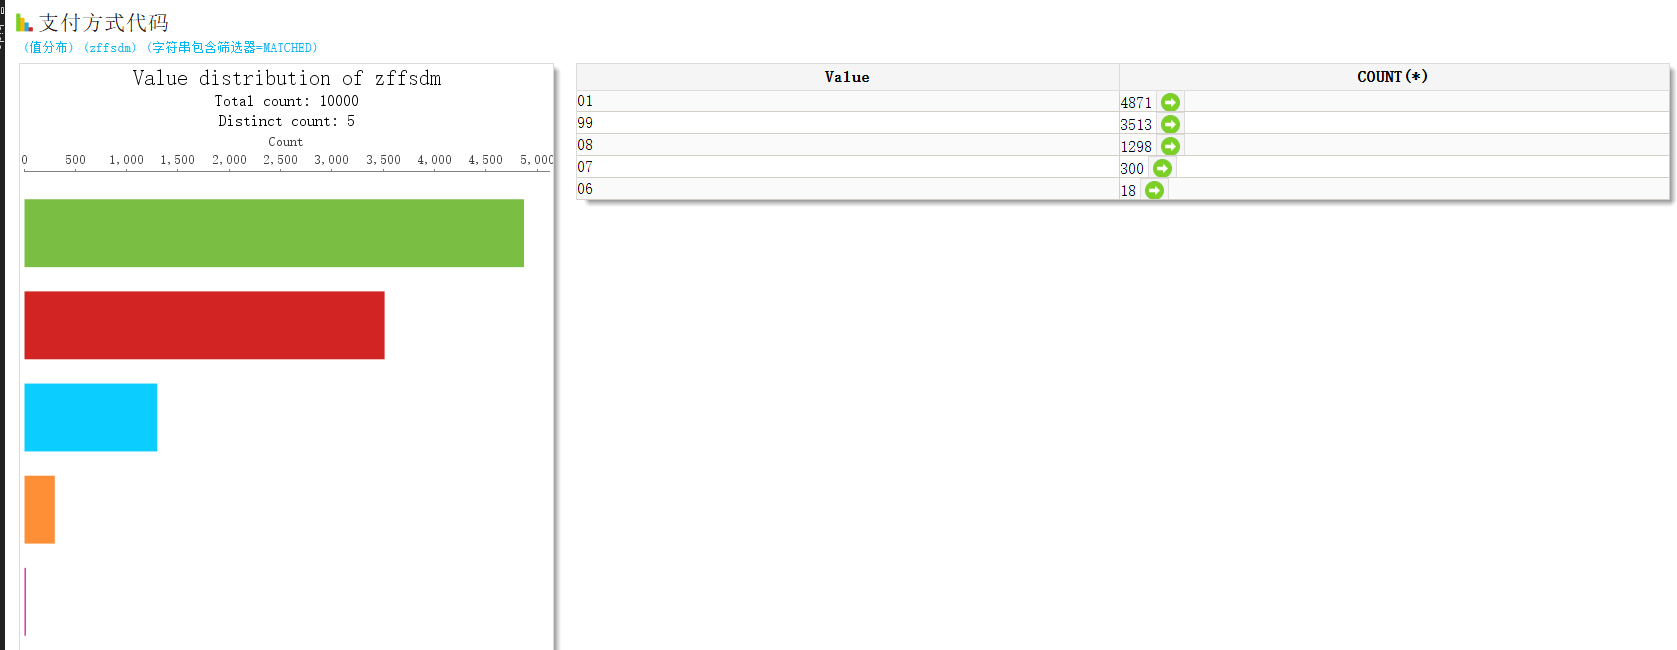 支付方式代码
(值分布) (zffsdm) (字符串包含筛选器=MATCHED)
Value distribution of zffsdm
Total count: 10000
Distinct count: 5
Count
0 500 1,000 1,500 2,000 2,500 3,000 3,500 4,000 4,500 5,000
Value COUNT(*)
01 4871
99 3513
08 1298
07 300
06 18